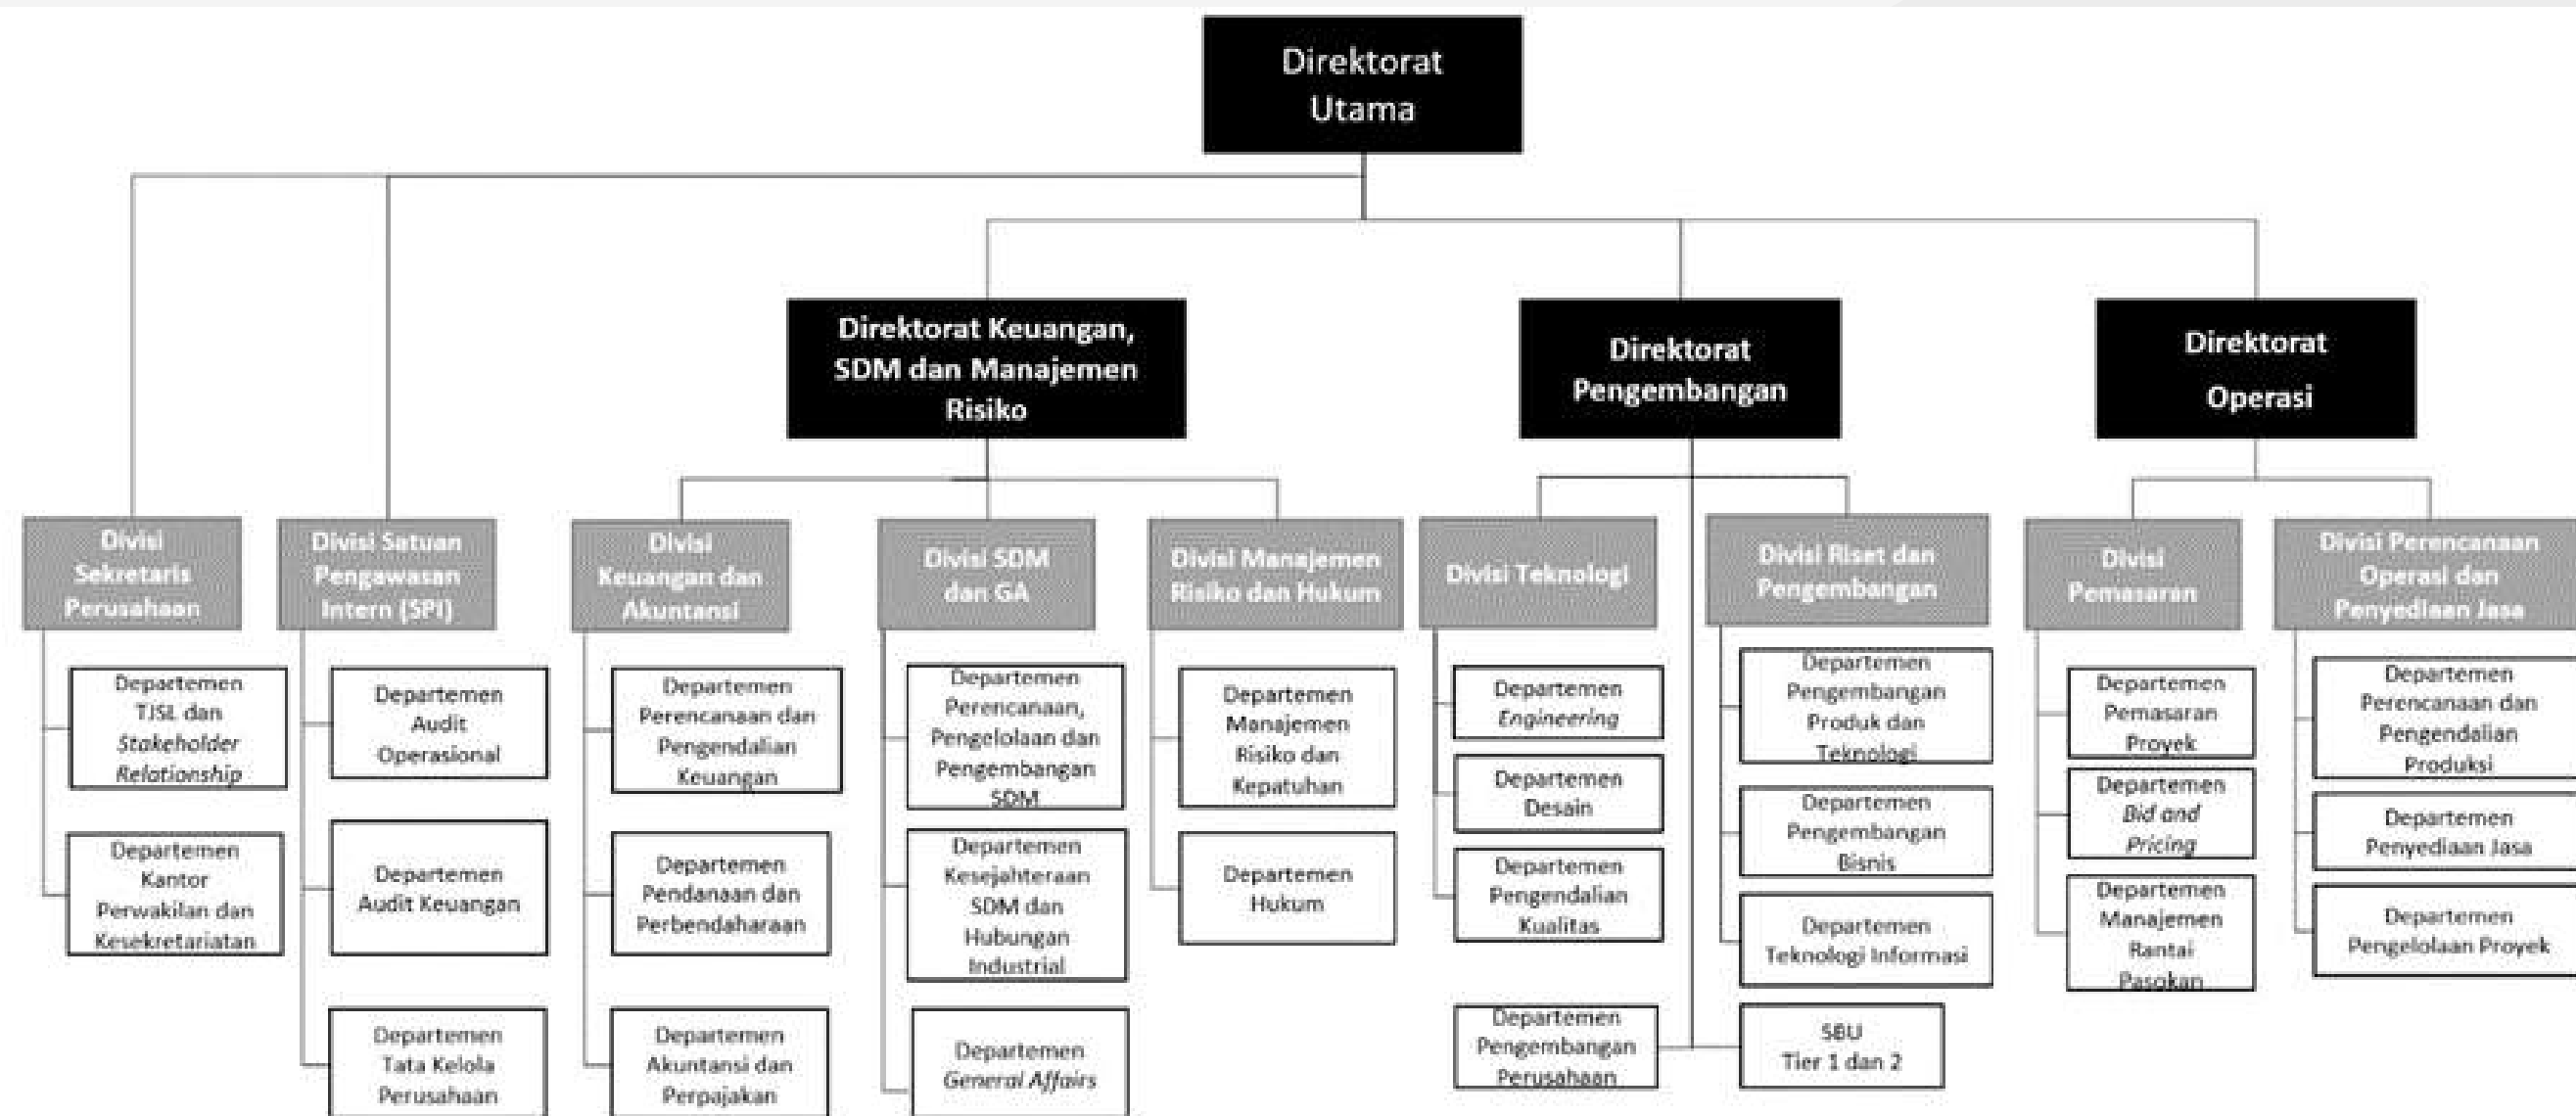 Direktorat
Utama
Direktorat Keuangan,
SDM dan Manajemen
Risiko
Direktorat
Pengembangan
Direktorat
Operasi
Divisi
Sekretaris
Perusahaan
Divisi Satuan
Pengawasan
Intern (SPI)
Divisi
Keuangan dan
Akuntansi
Divisi SDM
dan GA
Divisi Manajemen
Risiko dan Hukum
Divisi Teknologi
Divisi Riset dan
Pengembangan
Divisi
Pemasaran
Divisi Perencanaan
Operasi dan
Penyediaan Jasa
Departemen
TJSL dan
Stakeholder
Relationship
Departemen
Kantor
Perwakilan dan
Kesekretariatan
Departemen
Audit
Operasional
Departemen
Audit Keuangan
Departemen
Tata Kelola
Perusahaan
Departemen
Perencanaan dan
Pengendalian
Keuangan
Departemen
Pendanaan dan
Perbendaharaan
Departemen
Akuntansi dan
Perpajakan
Departemen
Perencanaan,
Pengelolaan dan
Pengembangan
SDM
Departemen
Kesejahteraan
SDM dan
Hubungan
Industrial
Departemen
General Affairs
Departemen
Manajemen
Risiko dan
Kepatuhan
Departemen
Hukum
Departemen
Engineering
Departemen
Desain
Departemen
Pengendalian
Kualitas
Departemen
Pengembangan
Perusahaan
Departemen
Pengembangan
Produk dan
Teknologi
Departemen
Pengembangan
Bisnis
Departemen
Teknologi Informasi
SBU
Tier 1 dan 2
Departemen
Pemasaran
Proyek
Departemen
Bid and
Pricing
Departemen
Manajemen
Rantai
Pasokan
Departemen
Perencanaan dan
Pengendalian
Produksi
Departemen
Penyediaan Jasa
Departemen
Pengelolaan Proyek